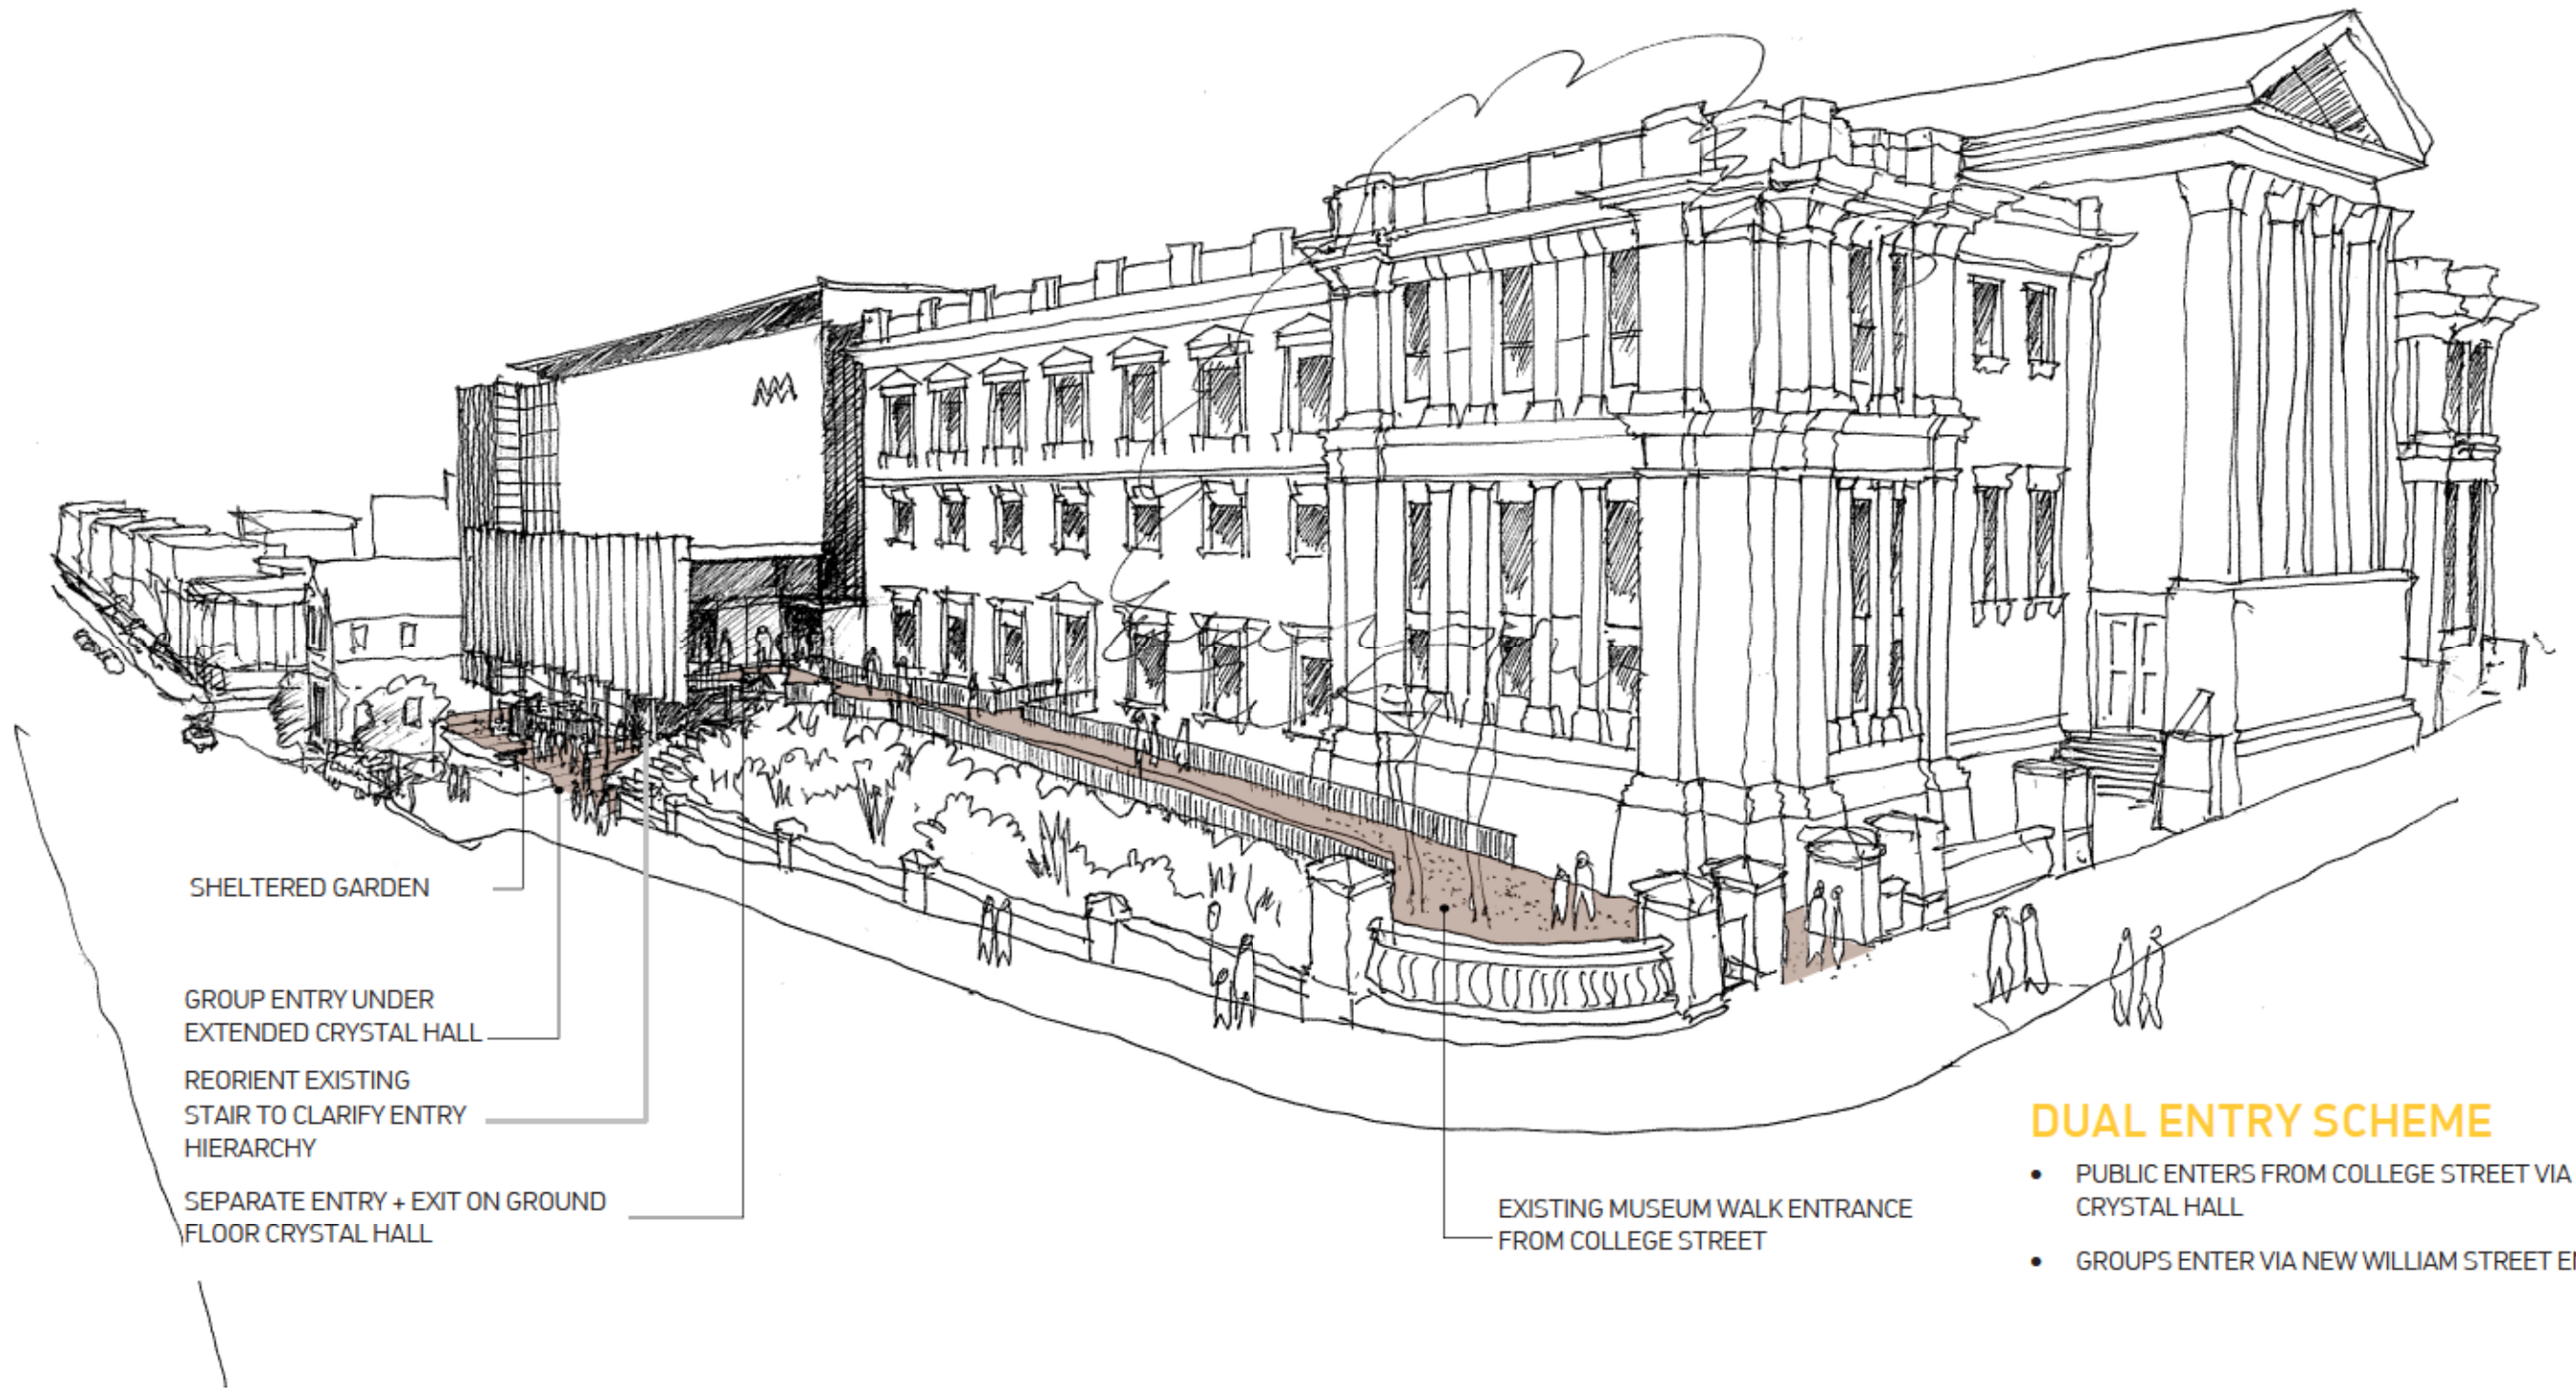 SHELTERED GARDEN
GROUP ENTRY UNDER
EXTENDED CRYSTAL HALL
REORIENT EXISTING
STAIR TO CLARIFY ENTRY
HIERARCHY
SEPARATE ENTRY + EXIT ON GROUND
FLOOR CRYSTAL HALL
EXISTING MUSEUM WALK ENTRANCE
FROM COLLEGE STREET
DUAL ENTRY SCHEME
• PUBLIC ENTERS FROM COLLEGE STREET VIA
CRYSTAL HALL
• GROUPS ENTER VIA NEW WILLIAM STREET